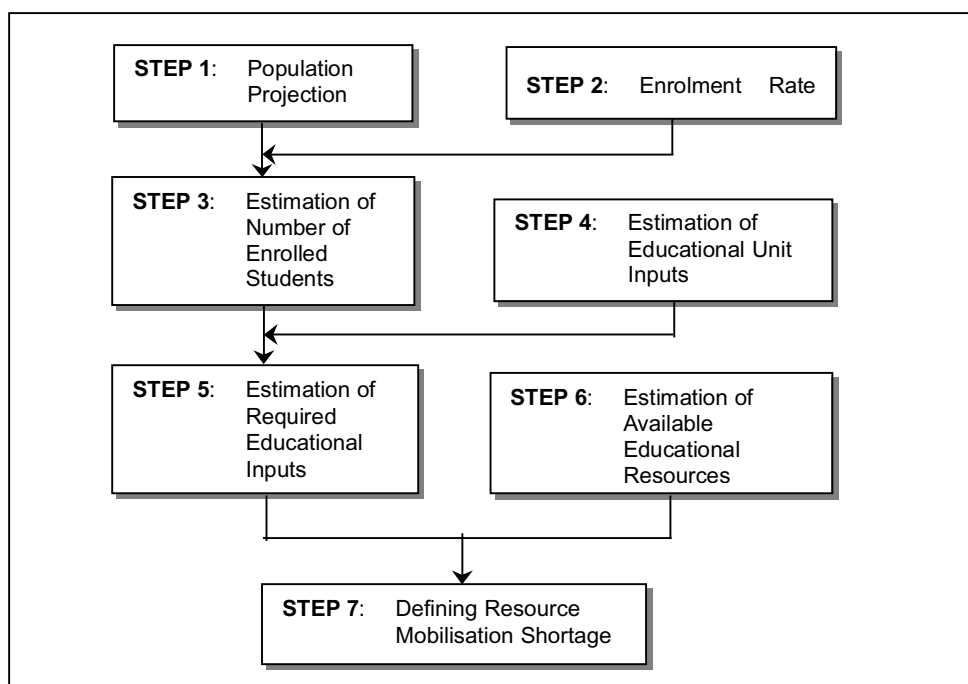 STEP 1: Population
Projection
STEP 2: Enrolment Rate
STEP 3: Estimation of
Number of
Enrolled
Students
STEP 4: Estimation of
Educational Unit
Inputs
STEP 5: Estimation of
Required
Educational
Inputs
STEP 6: Estimation of
Available
Educational
Resources
STEP 7: Defining Resource
Mobilisation Shortage